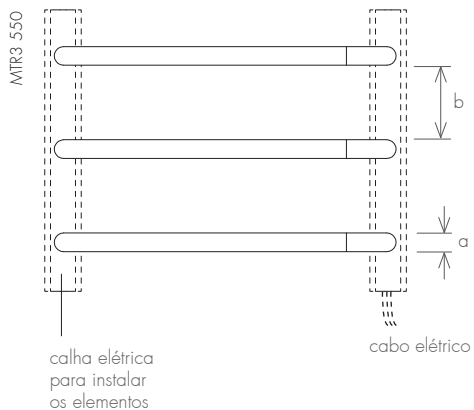 MTR3 550
b
a
cabo elétrico
calha elétrica
para instalar
os elementos